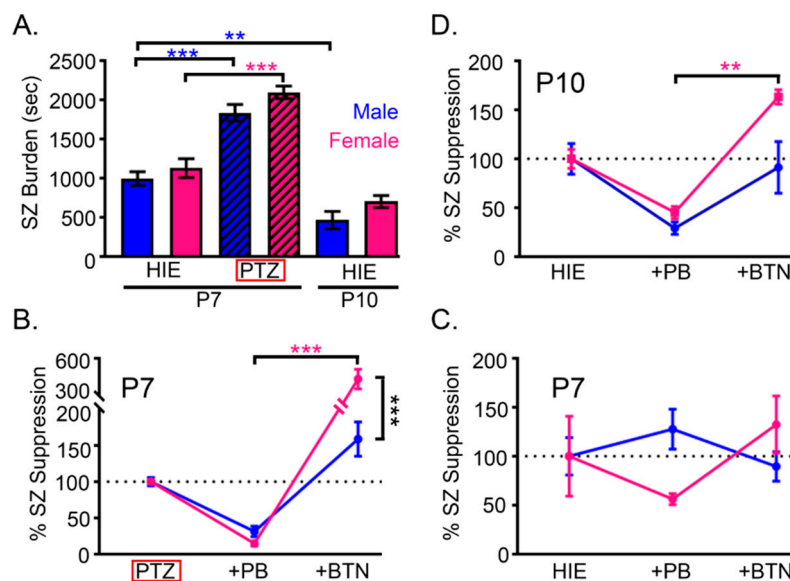 A.
**
***
***
Male
Female
SZ Burden (sec)
2500
2000
1500
1000
500
0
HIE
PTZ
HIE
P7
P10
D.
P10
**
% SZ Suppression
200
150
100
50
0
HIE
+PB
+BTN
B.
P7
***
***
% SZ Suppression
600
300
200
150
100
50
0
PTZ
+PB
+BTN
C.
P7
% SZ Suppression
200
150
100
50
0
HIE
+PB
+BTN